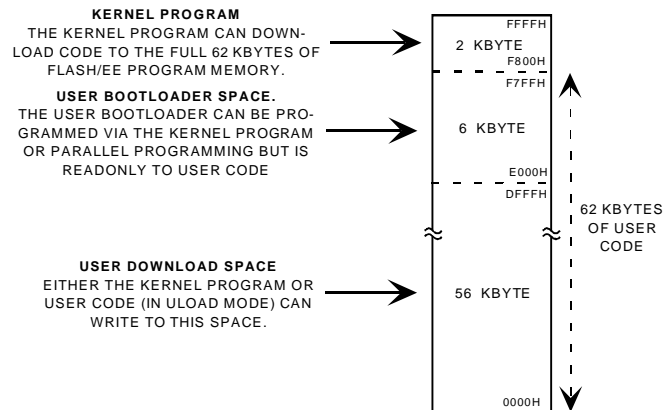 KERNEL PROGRAM
THE KERNEL PROGRAM CAN DOWN-
LOAD CODE TO THE FULL 62 KBYTES OF
FLASH/EE PROGRAM MEMORY.
USER BOOTLOADER SPACE.
THE USER BOOTLOADER CAN BE PRO-
GRAMMED VIA THE KERNEL PROGRAM
OR PARALLEL PROGRAMMING BUT IS
READONLY TO USER CODE
USER DOWNLOAD SPACE
EITHER THE KERNEL PROGRAM OR
USER CODE (IN ULOAD MODE) CAN
WRITE TO THIS SPACE.
FFFFH
2 KBYTE
F800H
F7FFH
6 KBYTE
E000H
DFFFH
56 KBYTE
0000H
62 KBYTES
OF USER
CODE